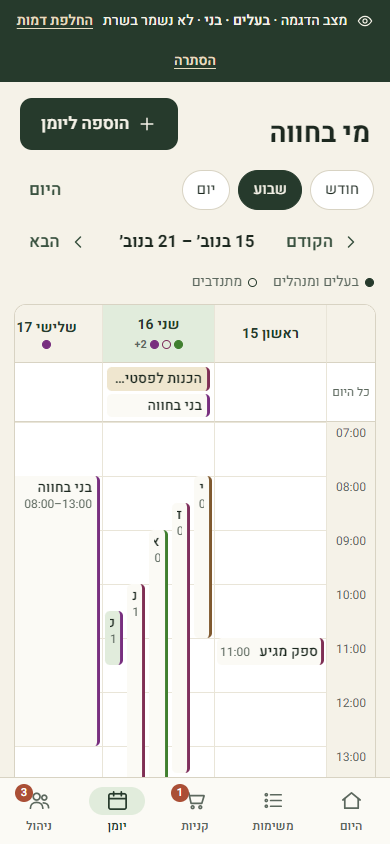 מצב הדגמה · בעלים · בני · לא נשמר בשרת החלפת דמות
הסתרה
מי בחווה
הוספה ליומן
חודש שבוע יום היום
הקודם 15 בנוב׳ – 21 בנוב׳ הבא
בעלים ומנהלים מתנדבים
ראשון 15 שני 16 שלישי 17
+2
כל היום
הכנות לפסטי...
בני בחווה
07:00
08:00
בני בחווה
08:00–13:00
09:00
10:00
11:00
ספק מגיע 11:00
12:00
13:00
היום משימות קניות 1 יומן ניהול 3